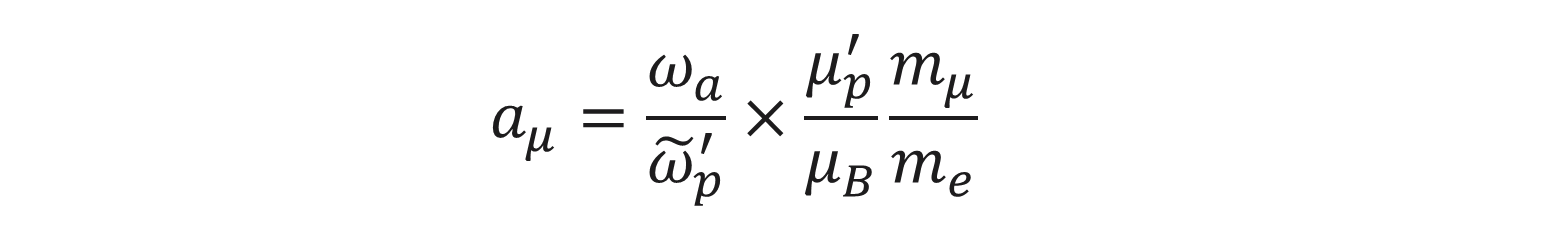 a_μ = ω_a / ω̃′_p × μ′_p / μ_B m_μ / m_e